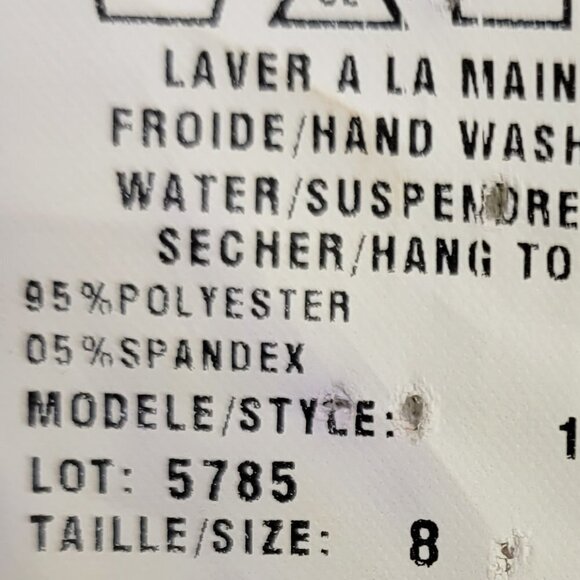 LAVER A LA MAIN
FROIDE/HAND WASH
WATER/SUSPENDRE
SECHER/HANG TO
95%POLYESTER
05%SPANDEX
MODELE/STYLE: 1
LOT: 5785
TAILLE/SIZE: 8